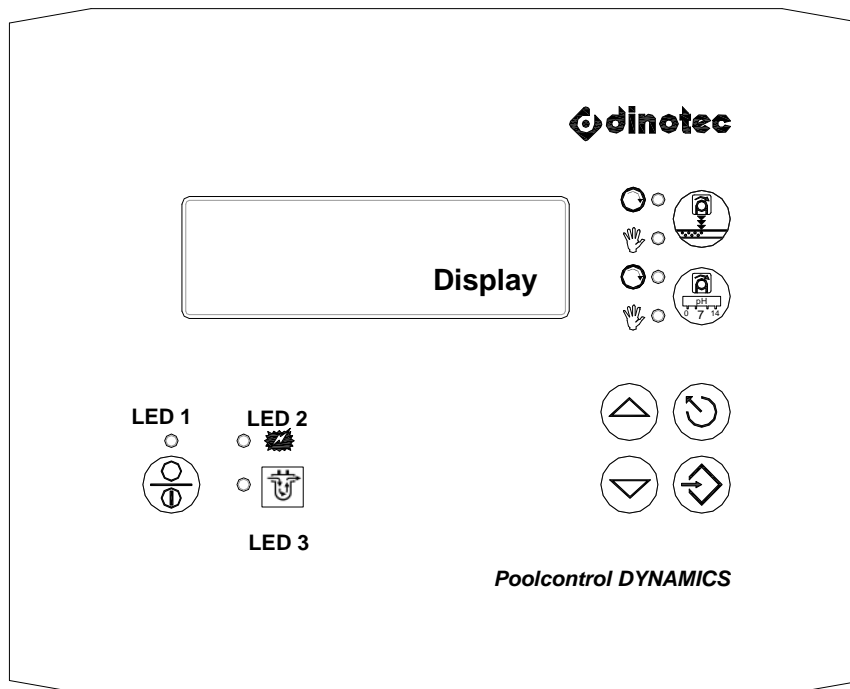 dinotec
Display
pH
0 7 14
LED 1
LED 2
LED 3
Poolcontrol DYNAMICS